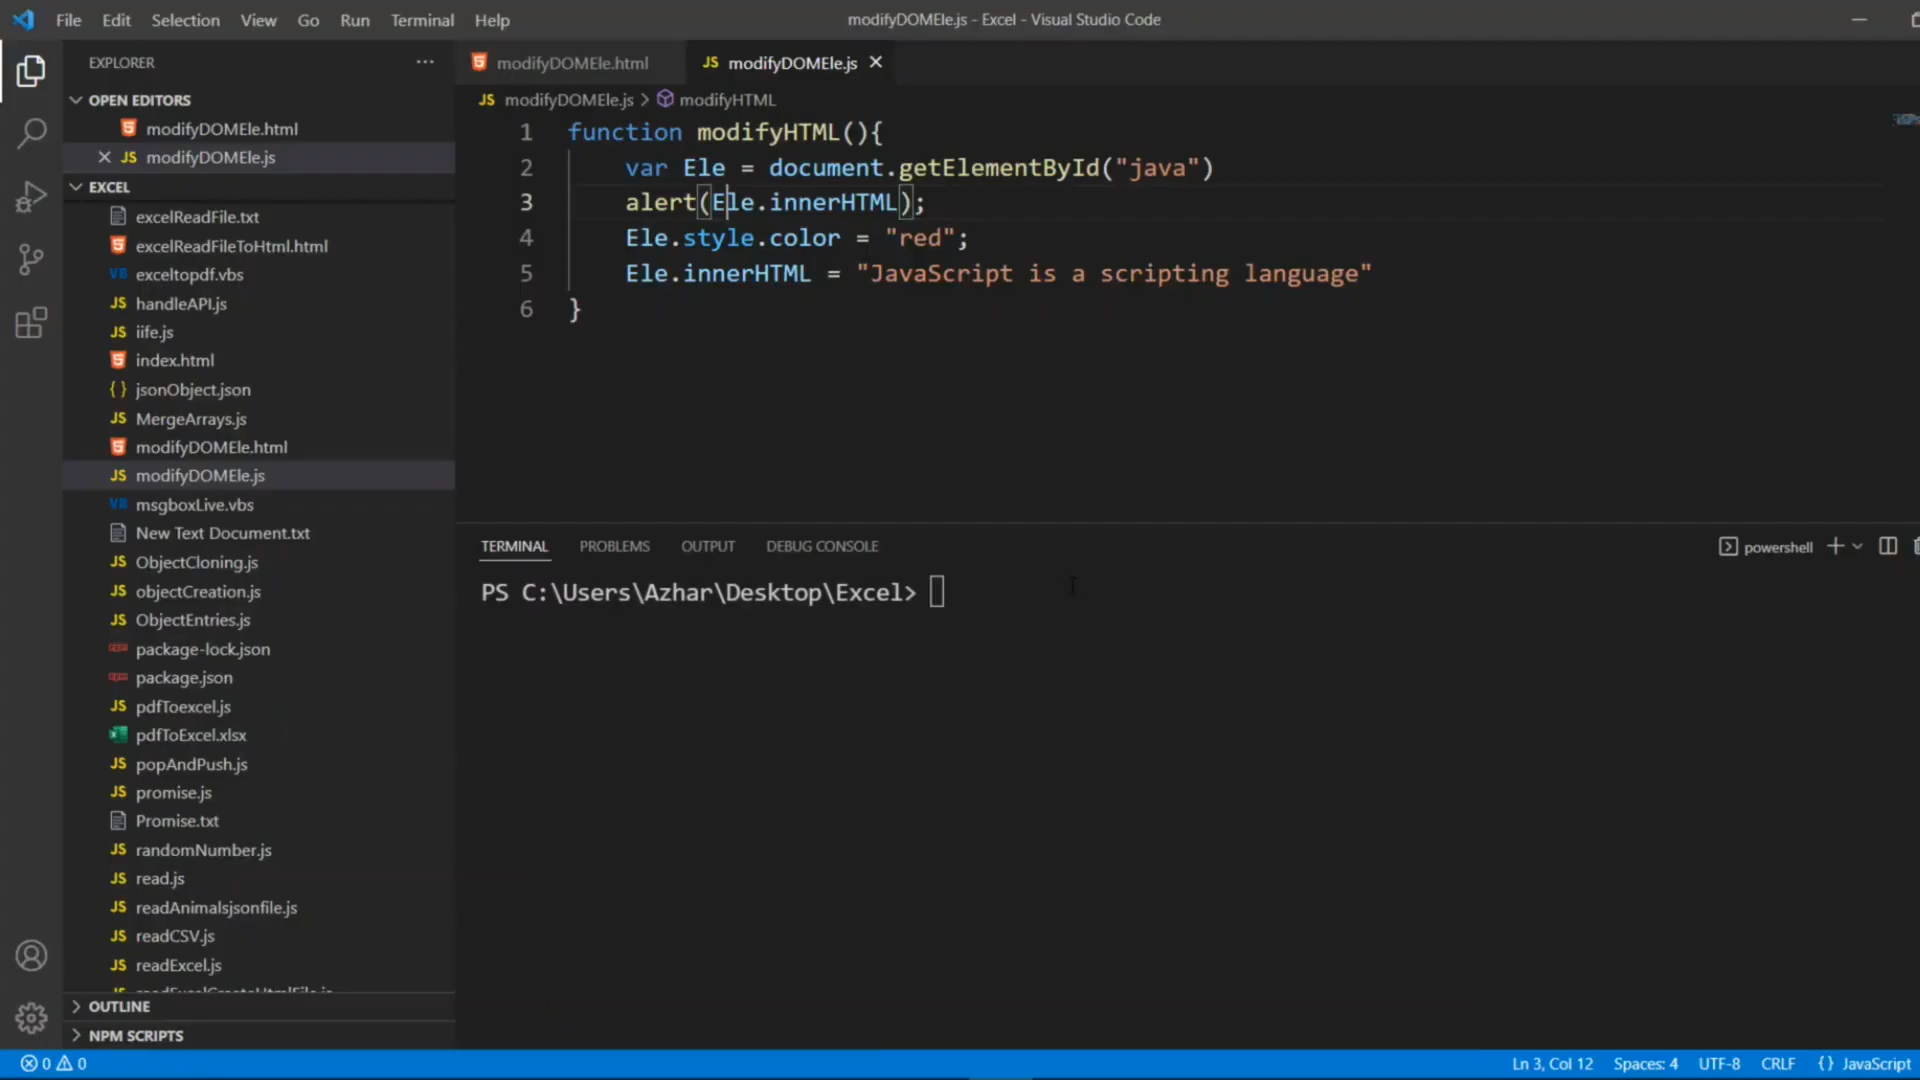 File Edit Selection View Go Run Terminal Help
modifyDOMEle.js - Excel - Visual Studio Code
EXPLORER
OPEN EDITORS
modifyDOMEle.html
modifyDOMEle.js
EXCEL
excelReadFile.txt
excelReadFileToHtml.html
exceltopdf.vbs
handleAPI.js
iife.js
index.html
jsonObject.json
MergeArrays.js
modifyDOMEle.html
modifyDOMEle.js
msgboxLive.vbs
New Text Document.txt
ObjectCloning.js
objectCreation.js
ObjectEntries.js
package-lock.json
package.json
pdfToexcel.js
pdfToExcel.xlsx
popAndPush.js
promise.js
Promise.txt
randomNumber.js
read.js
readAnimalsjsonfile.js
readCSV.js
readExcel.js
OUTLINE
NPM SCRIPTS
modifyDOMEle.html JS modifyDOMEle.js
JS modifyDOMEle.js > modifyHTML
1 function modifyHTML(){
2 var Ele = document.getElementById("java")
3 alert(Ele.innerHTML);
4 Ele.style.color = "red";
5 Ele.innerHTML = "JavaScript is a scripting language"
6 }
TERMINAL PROBLEMS OUTPUT DEBUG CONSOLE
powershell
PS C:\Users\Azhar\Desktop\Excel>
0 0
Ln 3, Col 12 Spaces: 4 UTF-8 CRLF {} JavaScript